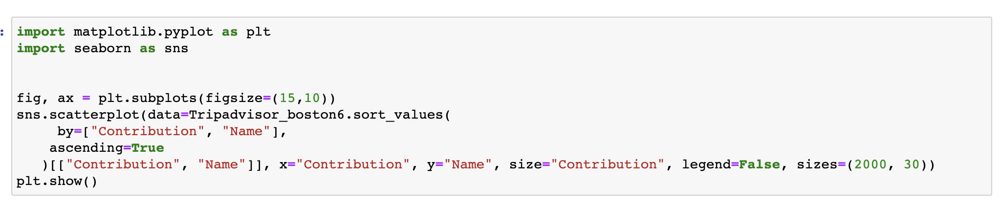 :
import matplotlib.pyplot as plt
import seaborn as sns
fig, ax = plt.subplots(figsize=(15,10))
sns.scatterplot(data=Tripadvisor_boston6.sort_values(
     by=["Contribution", "Name"],
    ascending=True
   )[["Contribution", "Name"]], x="Contribution", y="Name", size="Contribution", legend=False, sizes=(2000, 30))
plt.show()